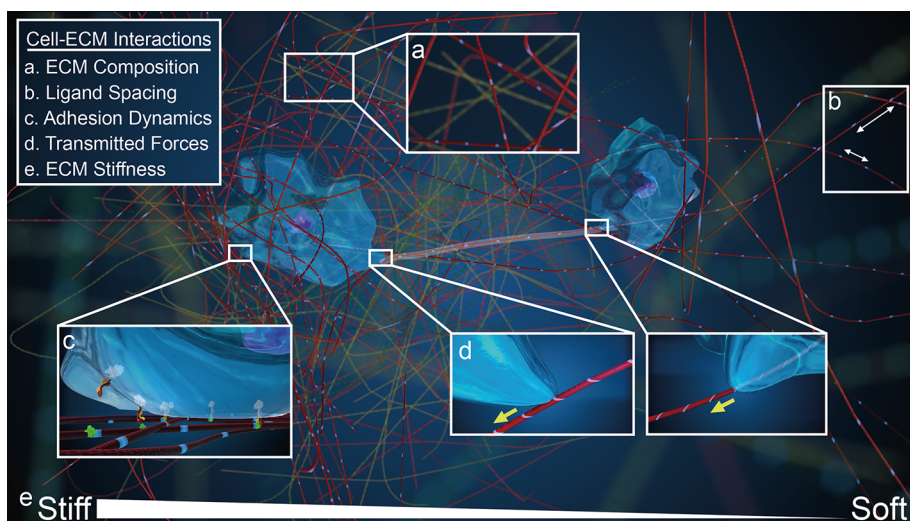 Cell-ECM Interactions
a. ECM Composition
b. Ligand Spacing
c. Adhesion Dynamics
d. Transmitted Forces
e. ECM Stiffness
a
b
c
d
e Stiff
Soft